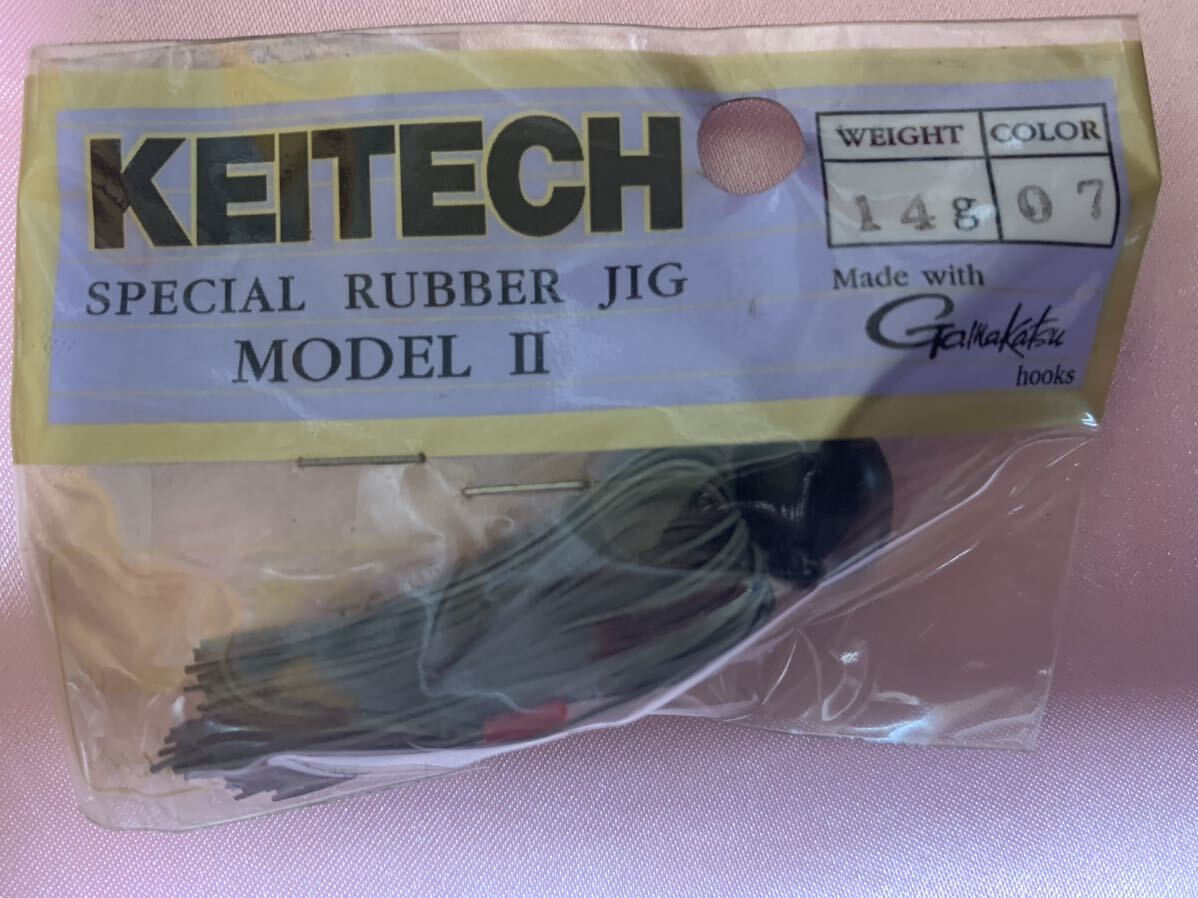 KEITECH
SPECIAL RUBBER JIG
MODEL II
WEIGHT COLOR
14g 07
Made with
Gamakatsu
hooks